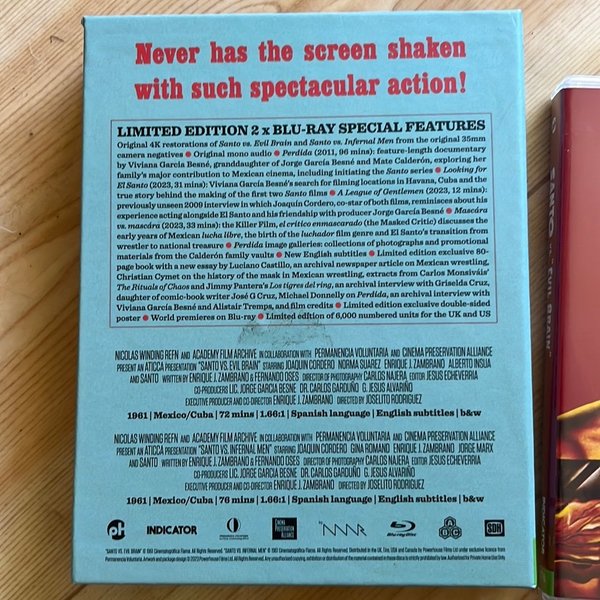 Never has the screen shaken
with such spectacular action!
LIMITED EDITION 2 x BLU-RAY SPECIAL FEATURES
Original 4K restorations of Santo vs. Evil Brain and Santo vs. Infernal Men from the original 35mm
camera negatives ● Original mono audio ● Perdida (2011, 96 mins): feature-length documentary
by Viviana García Besné, granddaughter of Jorge García Besné and Mate Calderón, exploring her
family's major contribution to Mexican cinema, including initiating the Santo series ● Looking for
El Santo (2023, 31 mins): Viviana García Besné's search for filming locations in Havana, Cuba and the
true story behind the making of the first two Santo films ● A League of Gentlemen (2023, 12 mins):
previously unseen 2009 interview in which Joaquín Cordero, co-star of both films, reminisces about his
experience acting alongside El Santo and his friendship with producer Jorge García Besné ● Mascára
vs. mascára (2023, 33 mins): the Killer Film, el crítico enmascarado (the Masked Critic) discusses the
early years of Mexican lucha libre, the birth of the luchador film genre and El Santo's transition from
wrestler to national treasure ● Perdida image galleries: collections of photographs and promotional
materials from the Calderón family vaults ● New English subtitles ● Limited edition exclusive 80-
page book with a new essay by Luciano Castillo, an archival newspaper article on Mexican wrestling,
Christian Cymet on the history of the mask in Mexican wrestling, extracts from Carlos Monsiváis'
The Rituals of Chaos and Jimmy Pantera's Los tigres del ring, an archival interview with Griselda Cruz,
daughter of comic-book writer José G Cruz, Michael Donnelly on Perdida, an archival interview with
Viviana García Besné and Alistair Tremps, and film credits ● Limited edition exclusive double-sided
poster ● World premieres on Blu-ray ● Limited edition of 6,000 numbered units for the UK and US
NICOLAS WINDING REFN AND ACADEMY FILM ARCHIVE IN COLLABORATION WITH PERMANENCIA VOLUNTARIA AND CINEMA PRESERVATION ALLIANCE
PRESENT AN ATICCA PRESENTATION "SANTO VS. EVIL BRAIN" STARRING JOAQUIN CORDERO NORMA SUAREZ ENRIQUE J. ZAMBRANO ALBERTO INSUA
AND SANTO WRITTEN BY ENRIQUE J. ZAMBRANO & FERNANDO OSES DIRECTOR OF PHOTOGRAPHY CARLOS NAJERA EDITOR JESUS ECHEVERRIA
CO-PRODUCERS LIC. JORGE GARCIA BESNE DR. CARLOS GARDUÑO G. JESUS ALVARIÑO
EXECUTIVE PRODUCER AND CO-DIRECTOR ENRIQUE J. ZAMBRANO DIRECTED BY JOSELITO RODRIGUEZ
1961 | Mexico/Cuba | 72 mins | 1.66:1 | Spanish language | English subtitles | b&w
NICOLAS WINDING REFN AND ACADEMY FILM ARCHIVE IN COLLABORATION WITH PERMANENCIA VOLUNTARIA AND CINEMA PRESERVATION ALLIANCE
PRESENT AN ATICCA PRESENTATION "SANTO VS. INFERNAL MEN" STARRING JOAQUIN CORDERO GINA ROMAND ENRIQUE J. ZAMBRANO JORGE MARX
AND SANTO WRITTEN BY ENRIQUE J. ZAMBRANO & FERNANDO OSES DIRECTOR OF PHOTOGRAPHY CARLOS NAJERA EDITOR JESUS ECHEVERRIA
CO-PRODUCERS LIC. JORGE GARCIA BESNE DR. CARLOS GARDUÑO G. JESUS ALVARIÑO
EXECUTIVE PRODUCER AND CO-DIRECTOR ENRIQUE J. ZAMBRANO DIRECTED BY JOSELITO RODRIGUEZ
1961 | Mexico/Cuba | 76 mins | 1.66:1 | Spanish language | English subtitles | b&w
ph INDICATOR CINEMA PRESERVATION ALLIANCE by NWR Blu-ray Disc ABC SDR
SANTO vs. EVIL BRAIN
INDICATOR